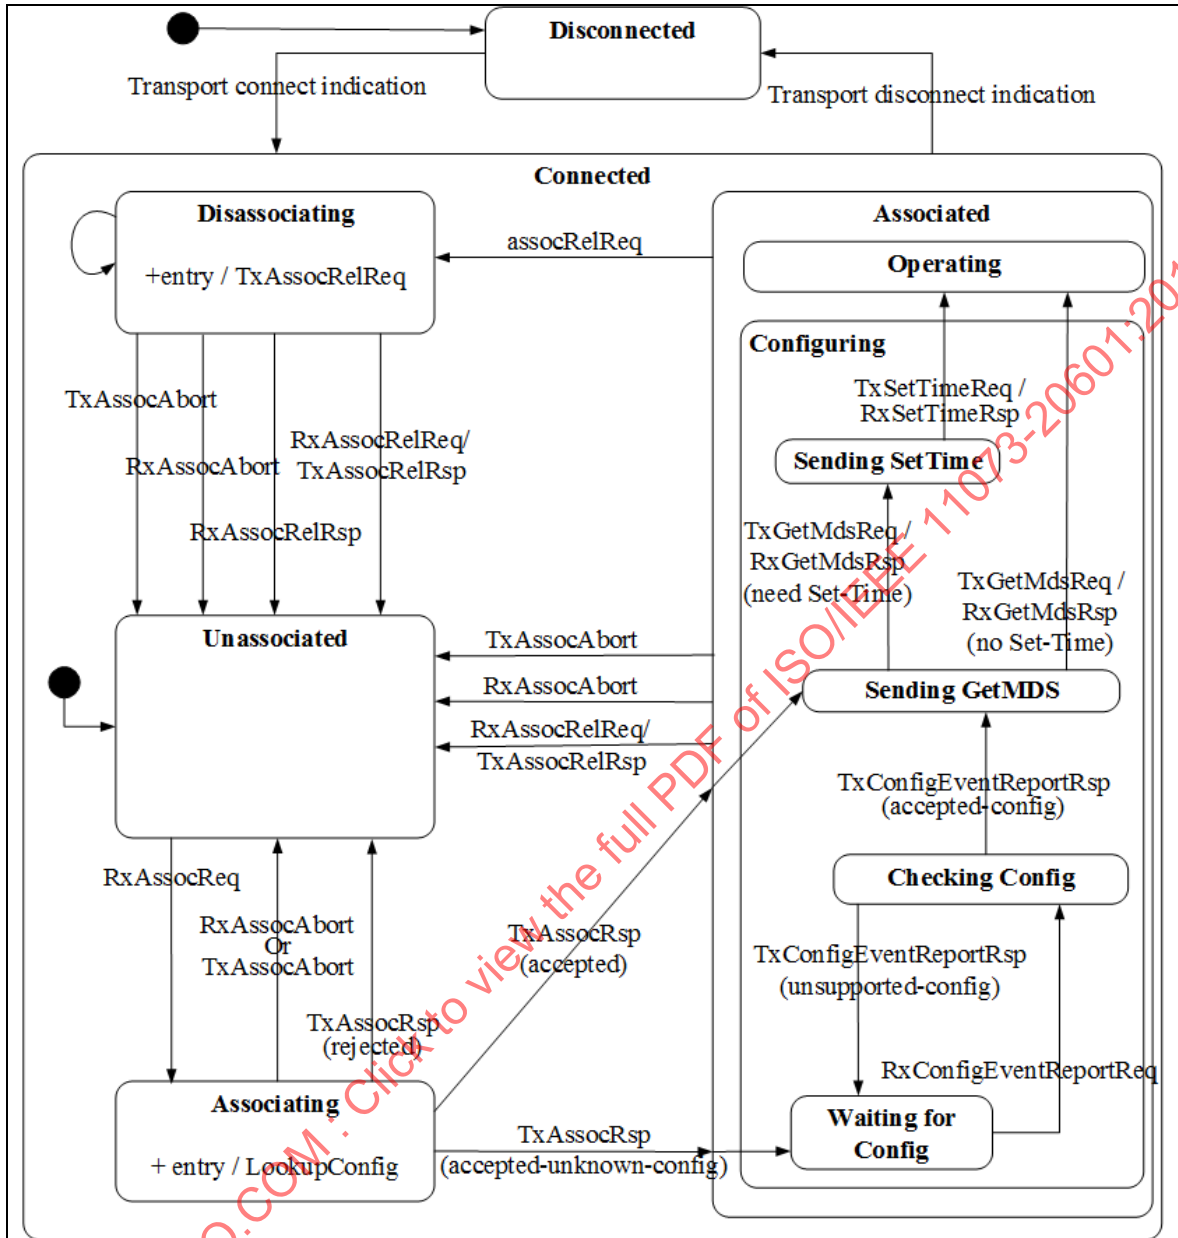 Disconnected
Transport connect indication
Transport disconnect indication
Connected
Disassociating
+entry / TxAssocRelReq
assocRelReq
Associated
Operating
Configuring
TxSetTimeReq /
RxSetTimeRsp
Sending SetTime
TxAssocAbort
RxAssocAbort
RxAssocRelReq/
TxAssocRelRsp
RxAssocRelRsp
TxGetMdsReq /
RxGetMdsRsp
(need Set-Time)
TxGetMdsReq /
RxGetMdsRsp
(no Set-Time)
Unassociated
TxAssocAbort
RxAssocAbort
RxAssocRelReq/
TxAssocRelRsp
Sending GetMDS
TxConfigEventReportRsp
(accepted-config)
Checking Config
RxAssocReq
RxAssocAbort
Or
TxAssocAbort
TxAssocRsp
(rejected)
TxAssocRsp
(accepted)
TxConfigEventReportRsp
(unsupported-config)
RxConfigEventReportReq
Associating
+ entry / LookupConfig
TxAssocRsp
(accepted-unknown-config)
Waiting for
Config
O.COM : Click to view the full PDF of ISO/IEEE 11073-20601:201